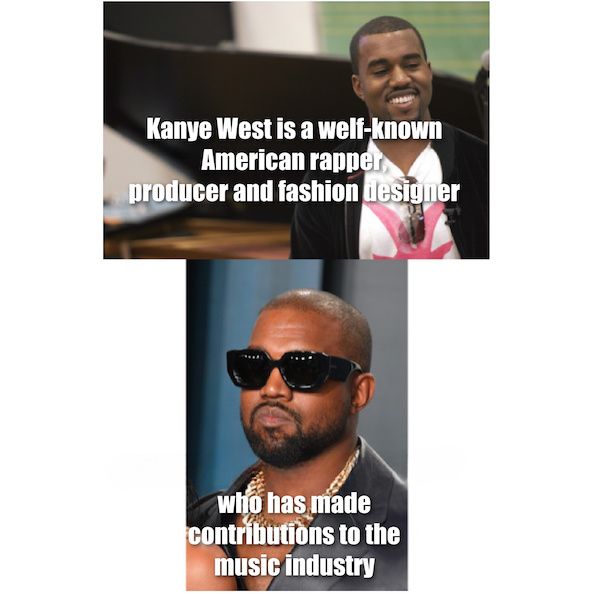 Kanye West is a welf-known
American rapper,
producer and fashion designer
who has made
contributions to the
music industry